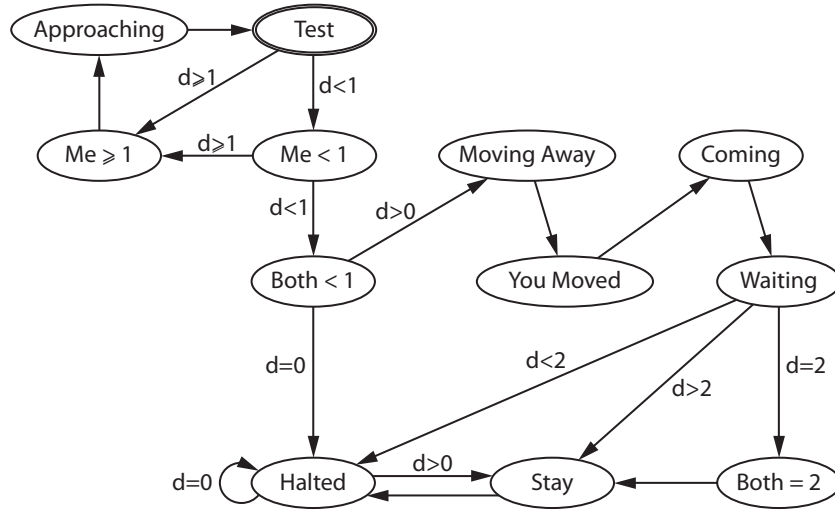 Approaching
Test
d⩾1
d<1
Me ⩾ 1
d⩾1
Me < 1
Moving Away
Coming
d<1
d>0
Both < 1
You Moved
Waiting
d=0
d<2
d>2
d=2
d=0
Halted
d>0
Stay
Both = 2